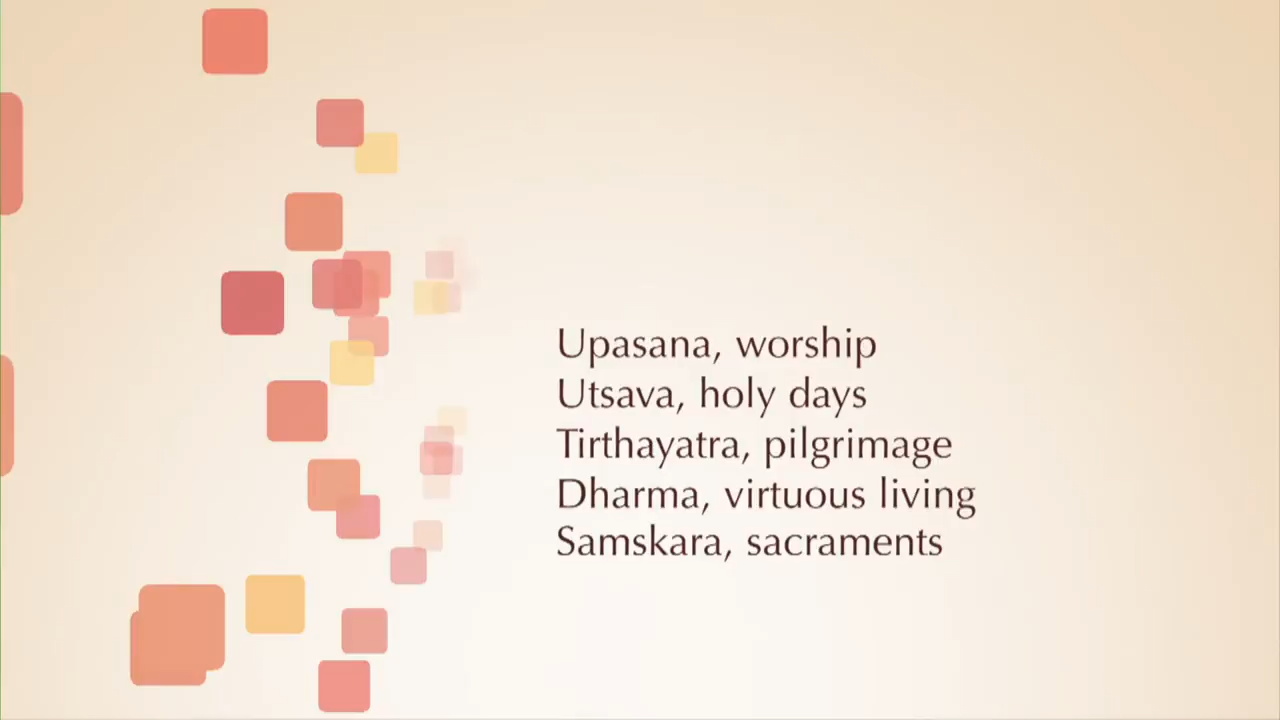 Upasana, worship
Utsava, holy days
Tirthayatra, pilgrimage
Dharma, virtuous living
Samskara, sacraments